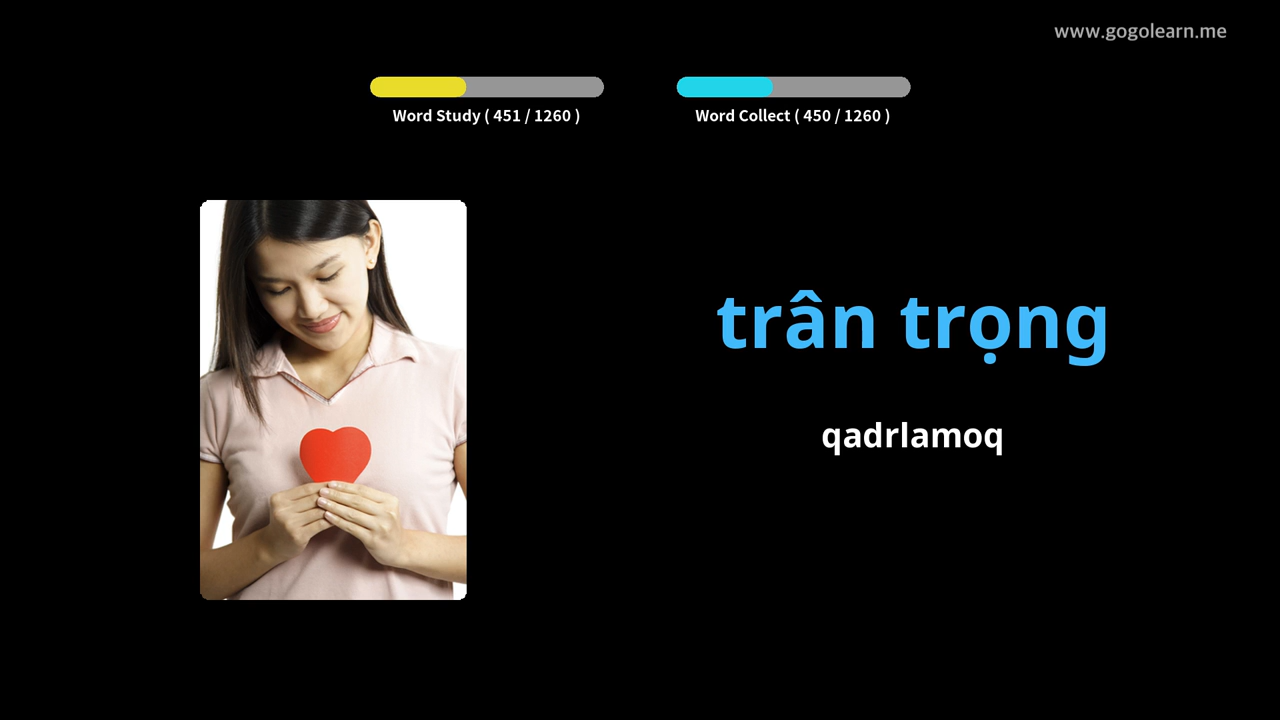 www.gogolearn.me
Word Study ( 451 / 1260 )
Word Collect ( 450 / 1260 )
trân trọng
qadrlamoq